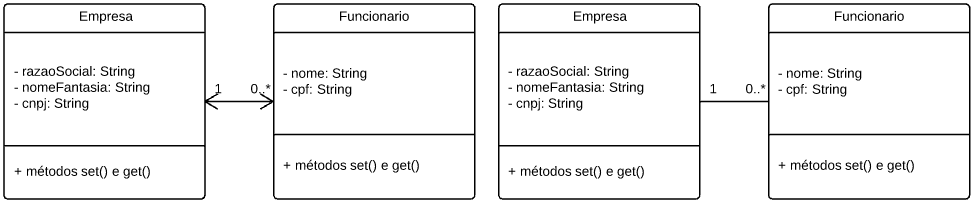 Empresa
- razaoSocial: String
- nomeFantasia: String
- cnpj: String
+ métodos set() e get()
1
0..*
Funcionario
- nome: String
- cpf: String
+ métodos set() e get()
Empresa
- razaoSocial: String
- nomeFantasia: String
- cnpj: String
+ métodos set() e get()
1
0..*
Funcionario
- nome: String
- cpf: String
+ métodos set() e get()